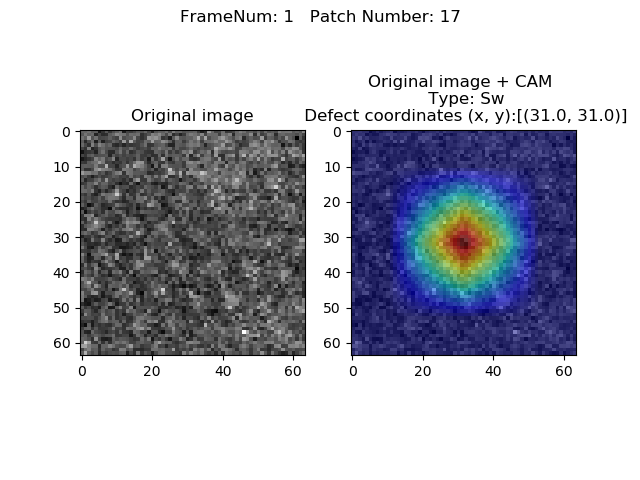 FrameNum: 1   Patch Number: 17
Original image
Original image + CAM
Type: Sw
Defect coordinates (x, y):[(31.0, 31.0)]
0
10
20
30
40
50
60
0 20 40 60
0
10
20
30
40
50
60
0 20 40 60